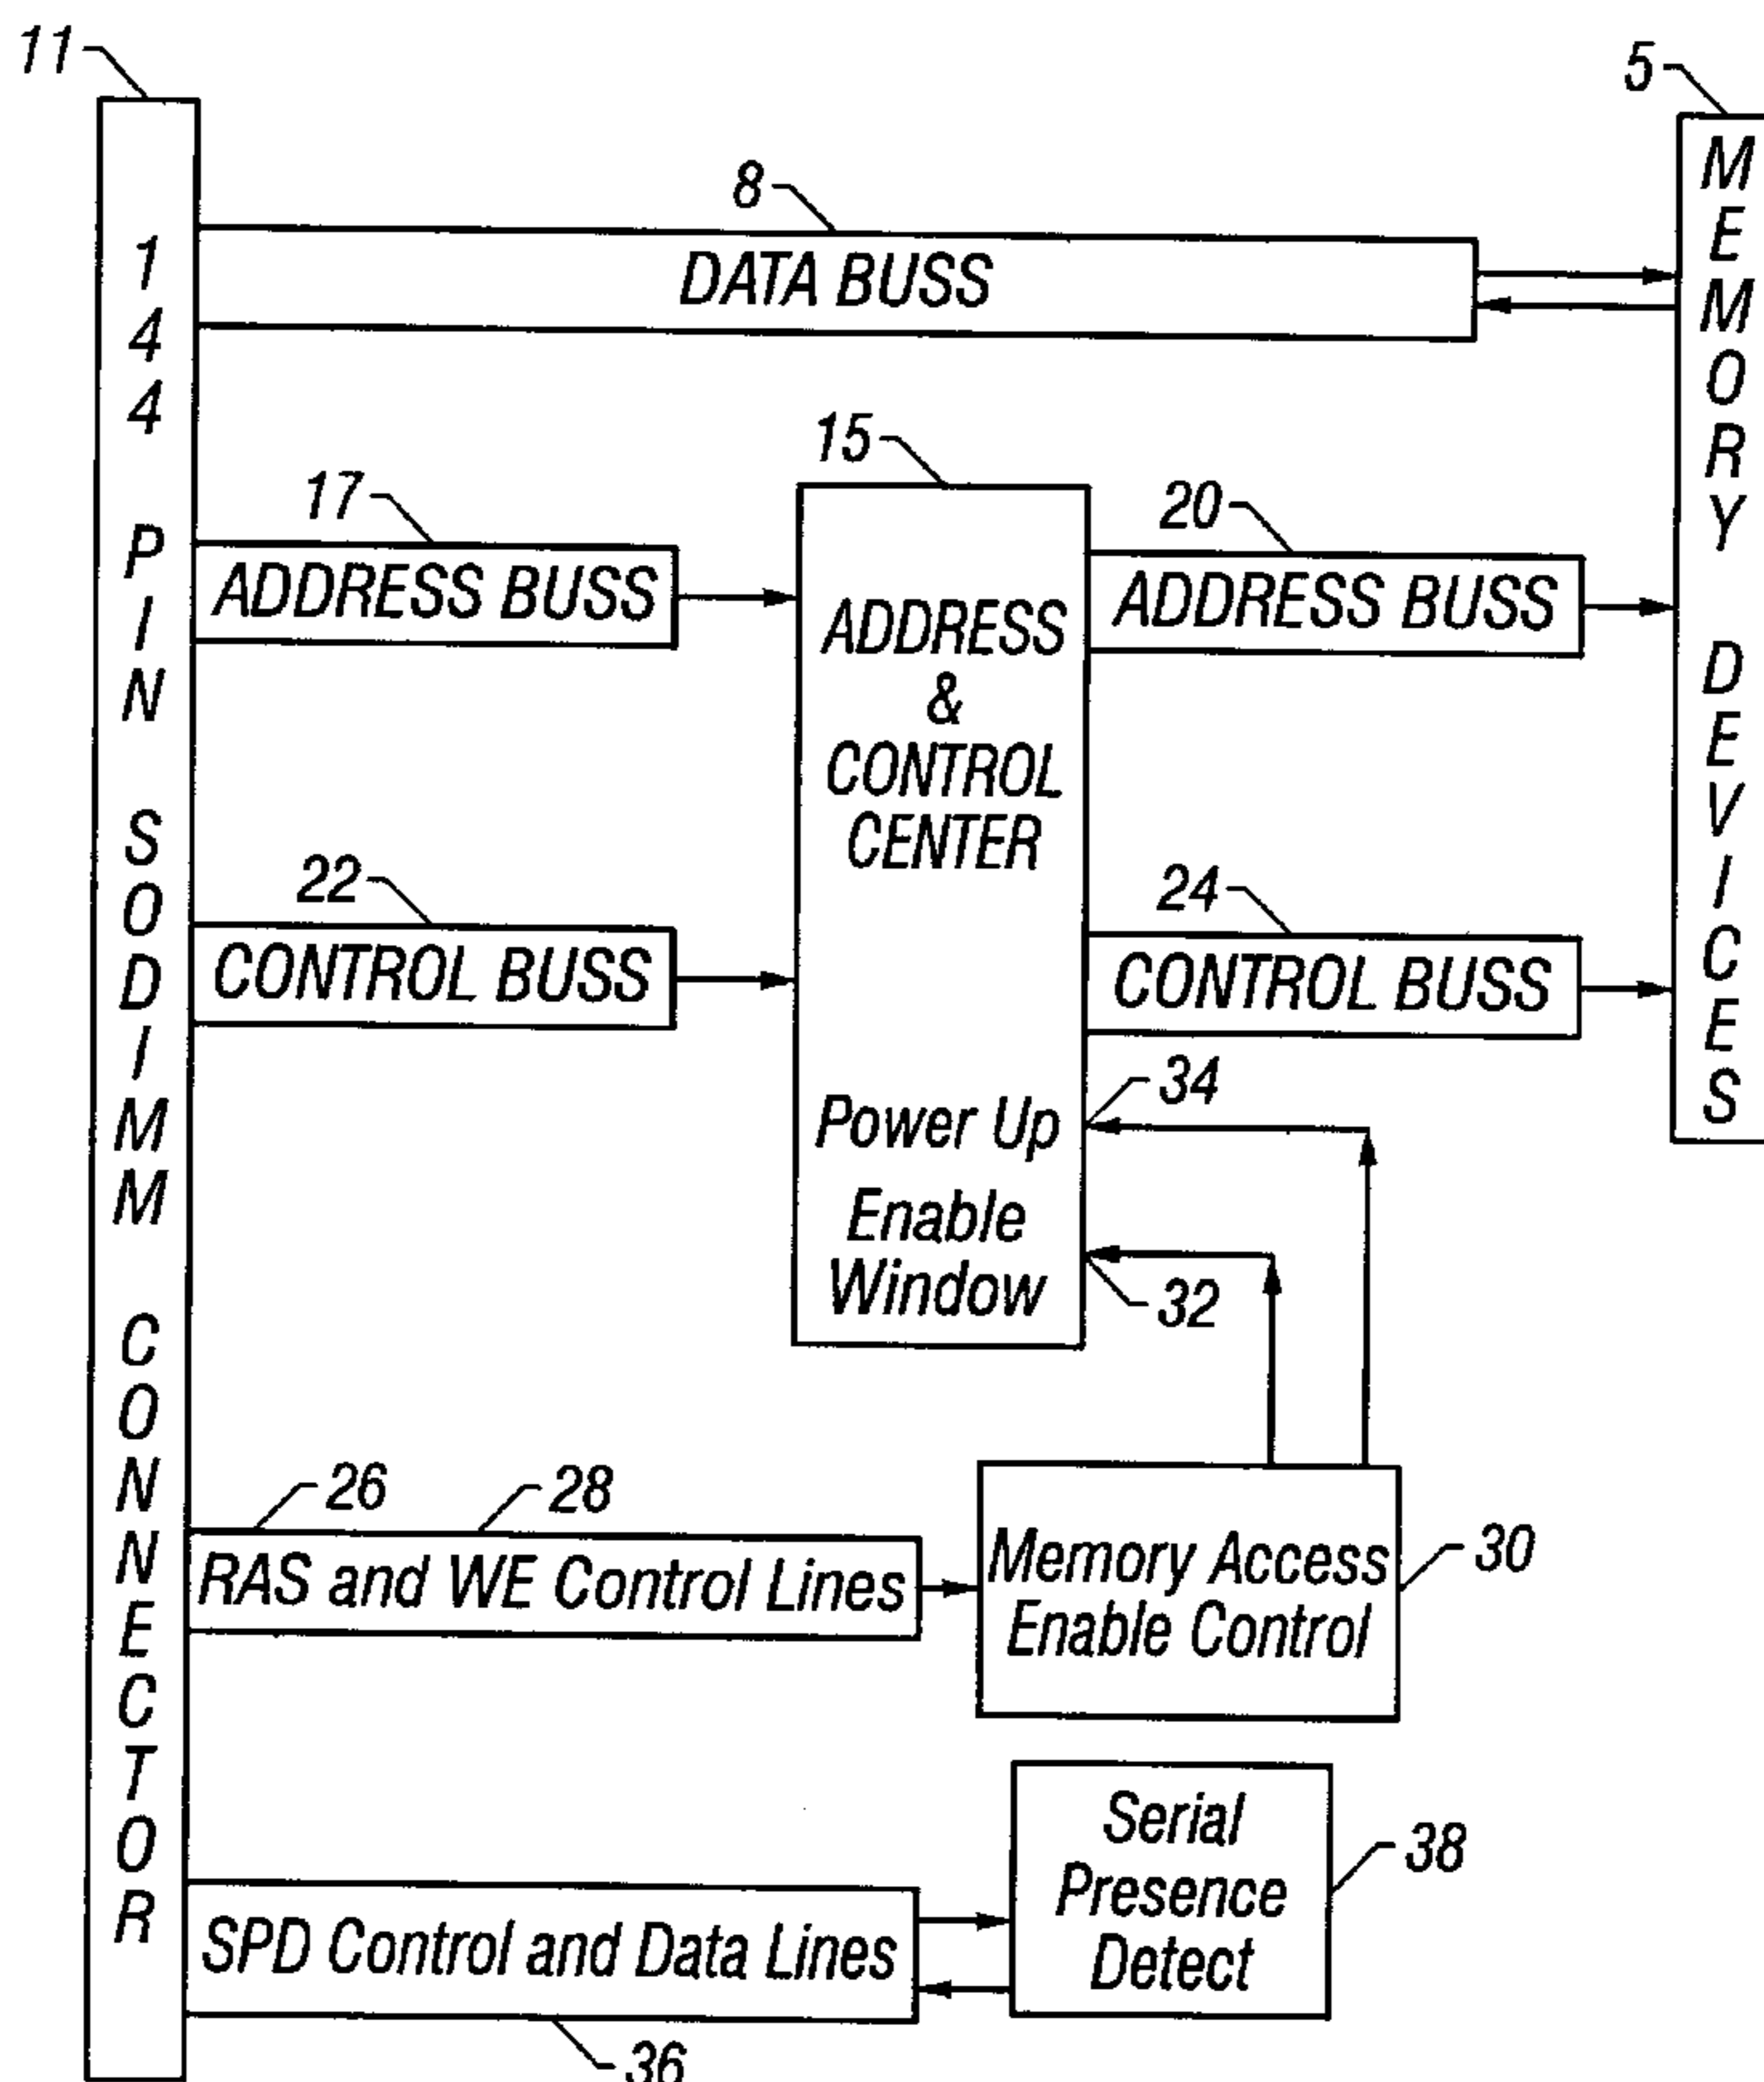 11
5
144 PIN SODIMM CONNECTOR
MEMORY DEVICES
8
DATA BUSS
15
17
ADDRESS BUSS
20
ADDRESS BUSS
ADDRESS
&
CONTROL
CENTER
22
CONTROL BUSS
24
CONTROL BUSS
34
Power Up
Enable
Window
32
26
28
RAS and WE Control Lines
Memory Access
Enable Control
30
Serial
Presence
Detect
38
SPD Control and Data Lines
36